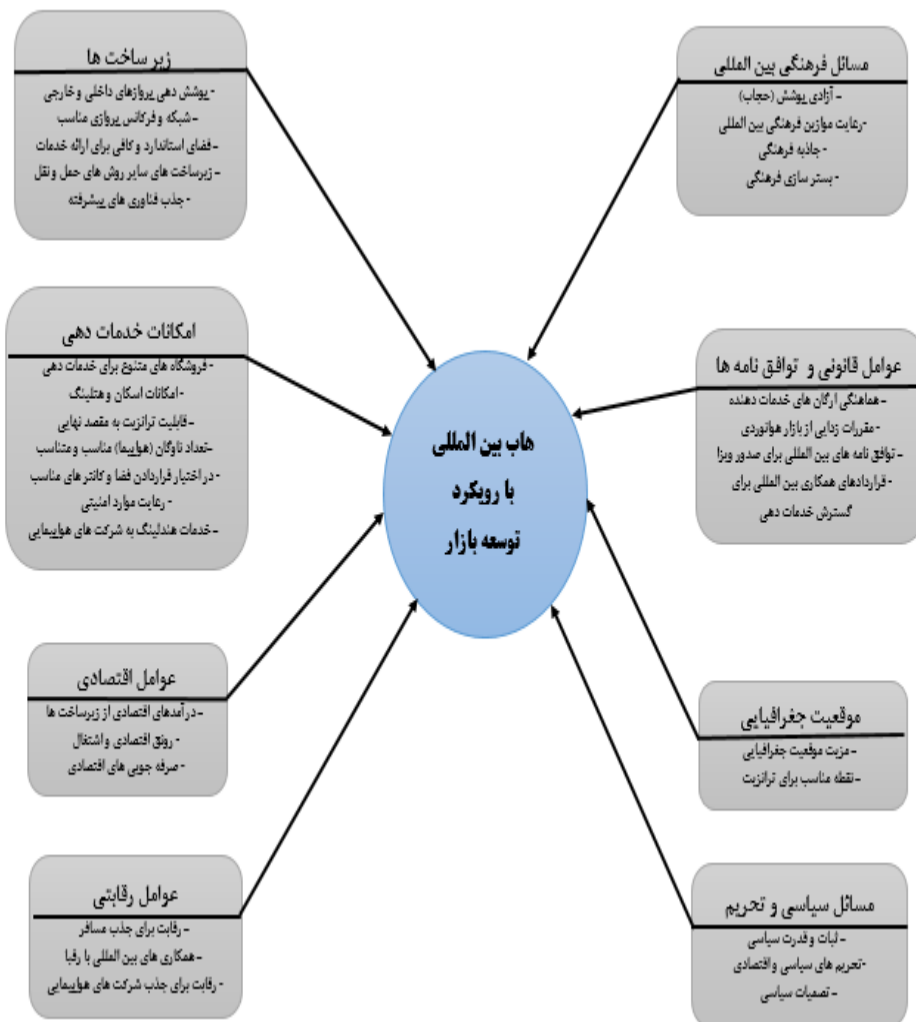 مسائل فرهنگی بین المللی
- آزادی پوشش (حجاب)
-رعایت موازین فرهنگی بین المللی
-جاذبه فرهنگی
- بستر سازی فرهنگی
عوامل قانونی و توافق نامه ها
-هماهنگی ارگان های خدمات دهنده
- مقررات زدایی از بازار هوانوردی
- توافق نامه های بین المللی برای صدور ویزا
-قراردادهای همکاری بین المللی برای
گسترش خدمات دهی
موقعیت جغرافیایی
-مزیت موقعیت جغرافیایی
-نقطه مناسب برای ترانزیت
مسائل سیاسی و تحریم
- ثبات و قدرت سیاسی
-تحریم های سیاسی و اقتصادی
- تصمیات سیاسی
هاب بین المللی
با رویکرد
توسعه بازار
زیر ساخت ها
- پوشش دهی پروازهای داخلی و خارجی
-شبکه و فرکانس پروازی مناسب
-فضای استاندارد و کافی برای ارائه خدمات
-زیرساخت های سایر روش های حمل و نقل
- جذب فناوری های پیشرفته
امکانات خدمات دهی
-فروشگاه های متنوع برای خدمات دهی
-امکانات اسکان و هتلینگ
-قابلیت ترانزیت به مقصد نهایی
-تعداد ناوگان (هواپیما) مناسب و متناسب
-در اختیار قراردادن فضا و کانتر های مناسب
- رعایت موارد امنیتی
-خدمات هندلینگ به شرکت های هواپیمایی
عوامل اقتصادی
-درآمدهای اقتصادی از زیرساخت ها
- رونق اقتصادی و اشتغال
- صرفه جویی های اقتصادی
عوامل رقابتی
-رقابت برای جذب مسافر
-همکاری های بین المللی با رقبا
- رقابت برای جذب شرکت های هواپیمایی